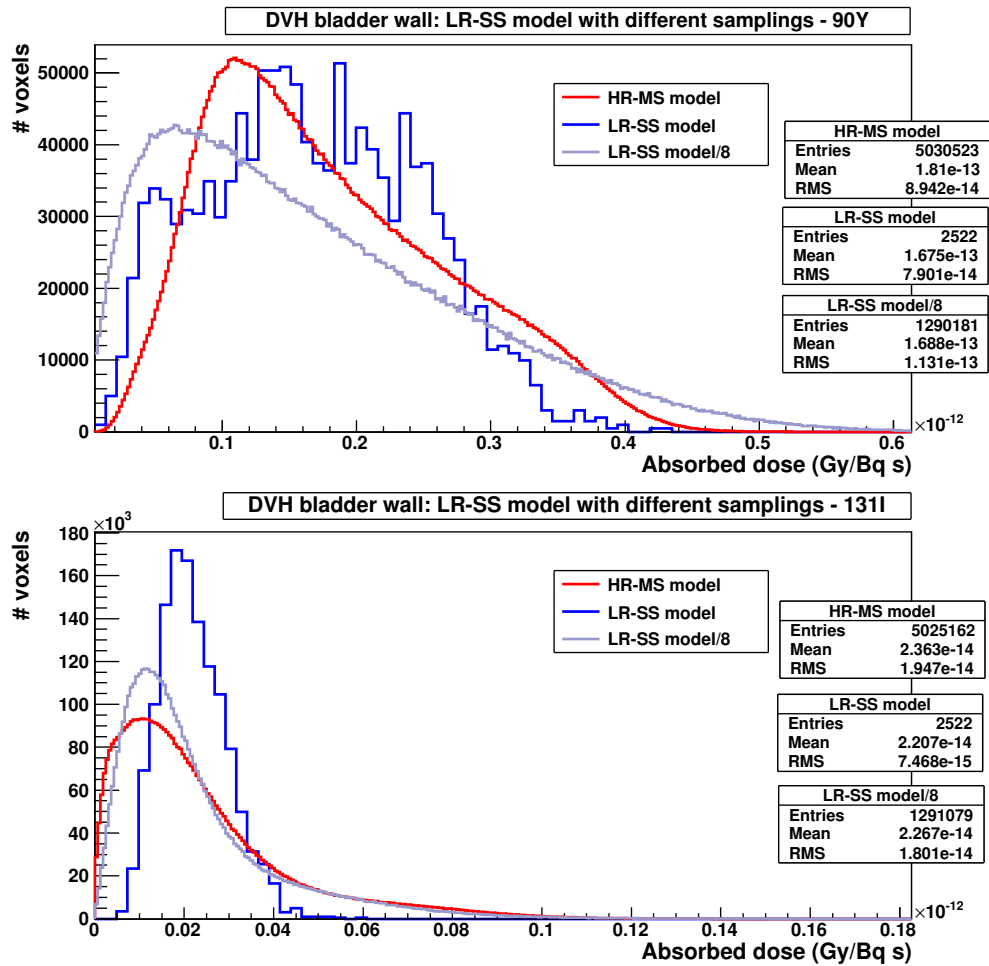 DVH bladder wall: LR-SS model with different samplings - 90Y
# voxels
50000
40000
30000
20000
10000
0
HR-MS model
LR-SS model
LR-SS model/8
HR-MS model
Entries 5030523
Mean 1.81e-13
RMS 8.942e-14
LR-SS model
Entries 2522
Mean 1.675e-13
RMS 7.901e-14
LR-SS model/8
Entries 1290181
Mean 1.688e-13
RMS 1.131e-13
0.1 0.2 0.3 0.4 0.5 0.6
×10^-12
Absorbed dose (Gy/Bq s)
DVH bladder wall: LR-SS model with different samplings - 131I
×10^3
# voxels
180
160
140
120
100
80
60
40
20
0
HR-MS model
LR-SS model
LR-SS model/8
HR-MS model
Entries 5025162
Mean 2.363e-14
RMS 1.947e-14
LR-SS model
Entries 2522
Mean 2.207e-14
RMS 7.468e-15
LR-SS model/8
Entries 1291079
Mean 2.267e-14
RMS 1.801e-14
0 0.02 0.04 0.06 0.08 0.1 0.12 0.14 0.16 0.18
×10^-12
Absorbed dose (Gy/Bq s)